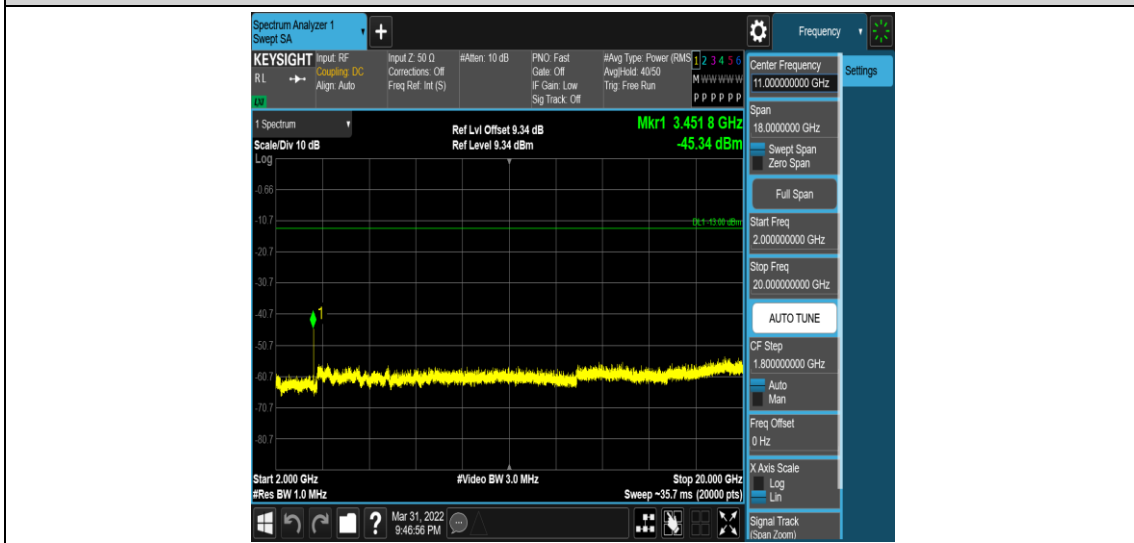 Spectrum Analyzer 1
Swept SA
Frequency
KEYSIGHT
RL
Input: RF
Coupling: DC
Align: Auto
Input Z: 50 Ω
Corrections: Off
Freq Ref: Int (S)
#Atten: 10 dB
PNO: Fast
Gate: Off
IF Gain: Low
Sig Track: Off
#Avg Type: Power (RMS
Avg|Hold: 40/50
Trig: Free Run
1 2 3 4 5 6
M W W W W W
P P P P P P
1 Spectrum
Scale/Div 10 dB
Log
Ref Lvl Offset 9.34 dB
Ref Level 9.34 dBm
Mkr1 3.451 8 GHz
-45.34 dBm
-0.66
-10.7
DL1 -13.00 dBm
-20.7
-30.7
-40.7
1
-50.7
-60.7
-70.7
-80.7
Start 2.000 GHz
#Video BW 3.0 MHz
Stop 20.000 GHz
#Res BW 1.0 MHz
Sweep ~35.7 ms (20000 pts)
Settings
Center Frequency
11.000000000 GHz
Span
18.0000000 GHz
Swept Span
Zero Span
Full Span
Start Freq
2.000000000 GHz
Stop Freq
20.000000000 GHz
AUTO TUNE
CF Step
1.800000000 GHz
Auto
Man
Freq Offset
0 Hz
X Axis Scale
Log
Lin
Signal Track
(Span Zoom)
?
Mar 31, 2022
9:46:56 PM